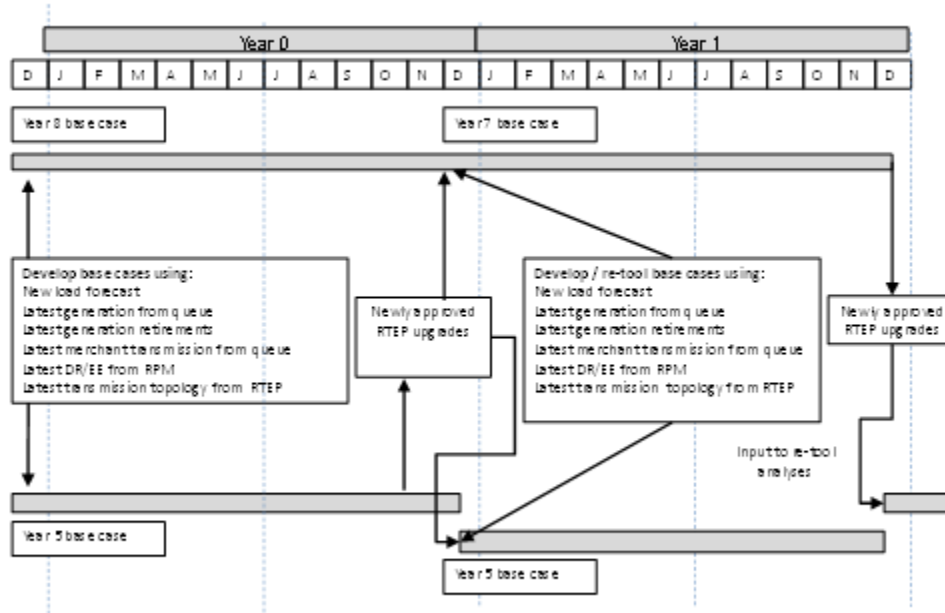 Year 0 Year 1
D J F M A M J J A S O N D J F M A M J J A S O N D
Year 8 base case Year 7 base case
Develop base cases using:
New load forecast
Latest generation from queue
Latest generation retirements
Latest merchant transmission from queue
Latest DR/EE from RPM
Latest transmission topology from RTEP
Newly approved
RTEP upgrades
Develop / re-tool base cases using:
New load forecast
Latest generation from queue
Latest generation retirements
Latest merchant transmission from queue
Latest DR/EE from RPM
Latest transmission topology from RTEP
Newly approved
RTEP upgrades
Input to re-tool
analyses
Year 5 base case
Year 5 base case